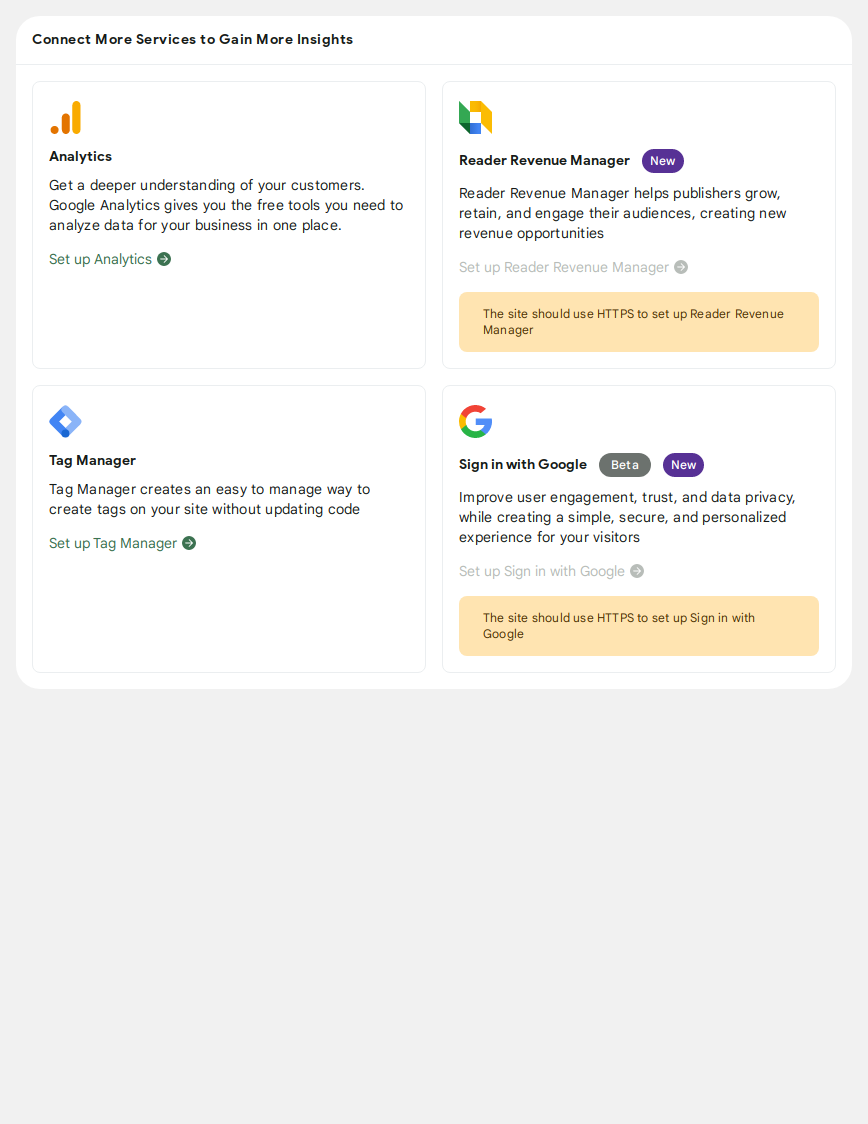 Connect More Services to Gain More Insights
Analytics
Get a deeper understanding of your customers.
Google Analytics gives you the free tools you need to
analyze data for your business in one place.
Set up Analytics
Reader Revenue Manager New
Reader Revenue Manager helps publishers grow,
retain, and engage their audiences, creating new
revenue opportunities
Set up Reader Revenue Manager
The site should use HTTPS to set up Reader Revenue
Manager
Tag Manager
Tag Manager creates an easy to manage way to
create tags on your site without updating code
Set up Tag Manager
Sign in with Google Beta New
Improve user engagement, trust, and data privacy,
while creating a simple, secure, and personalized
experience for your visitors
Set up Sign in with Google
The site should use HTTPS to set up Sign in with
Google